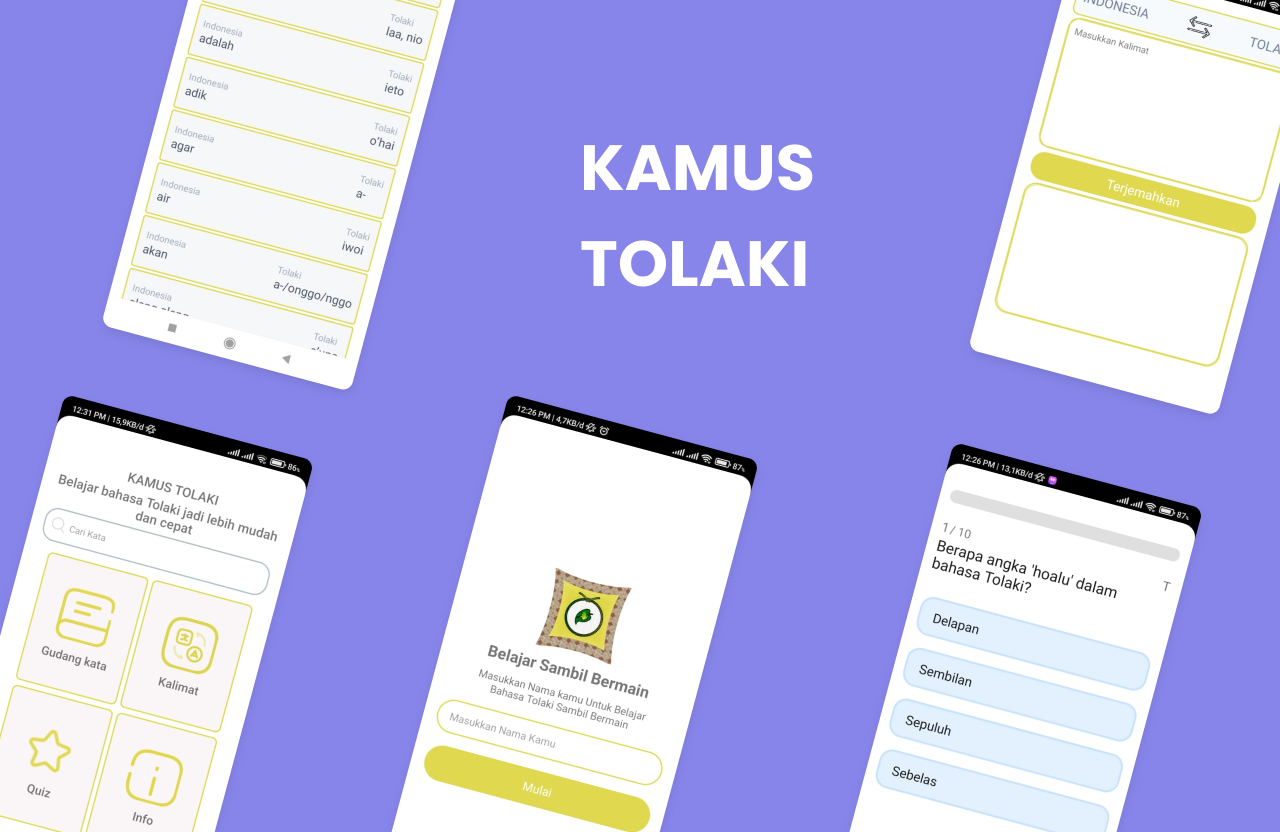 Tolaki
laa, nio
Indonesia
adalah
Tolaki
ieto
Indonesia
adik
Tolaki
o'hai
Indonesia
agar
Tolaki
a-
Indonesia
air
Tolaki
iwoi
Indonesia
akan
Tolaki
a-/onggo/nggo
Indonesia
Tolaki
KAMUS
TOLAKI
INDONESIA
TOLA
Masukkan Kalimat
Terjemahkan
12:31 PM | 15,9KB/d
86%
KAMUS TOLAKI
Belajar bahasa Tolaki jadi lebih mudah
dan cepat
Cari Kata
Gudang kata
Kalimat
Quiz
Info
12:26 PM | 4,7KB/d
87%
Belajar Sambil Bermain
Masukkan Nama kamu Untuk Belajar
Bahasa Tolaki Sambil Bermain
Masukkan Nama Kamu
Mulai
12:26 PM | 13,1KB/d
87%
1 / 10
T
Berapa angka 'hoalu' dalam
bahasa Tolaki?
Delapan
Sembilan
Sepuluh
Sebelas